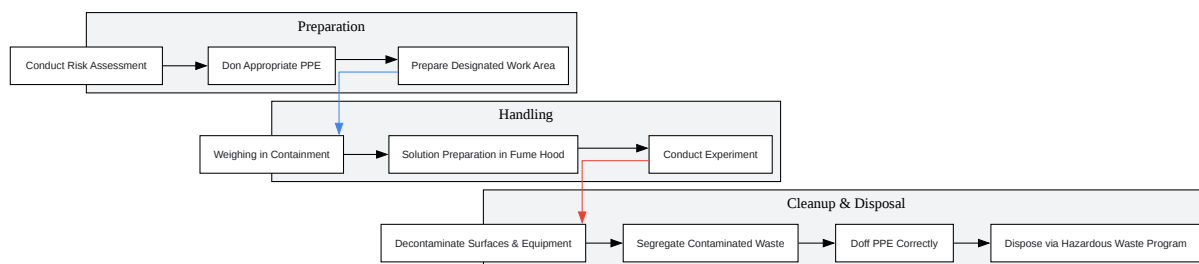 Preparation
Conduct Risk Assessment
Don Appropriate PPE
Prepare Designated Work Area
Handling
Weighing in Containment
Solution Preparation in Fume Hood
Conduct Experiment
Cleanup & Disposal
Decontaminate Surfaces & Equipment
Segregate Contaminated Waste
Doff PPE Correctly
Dispose via Hazardous Waste Program